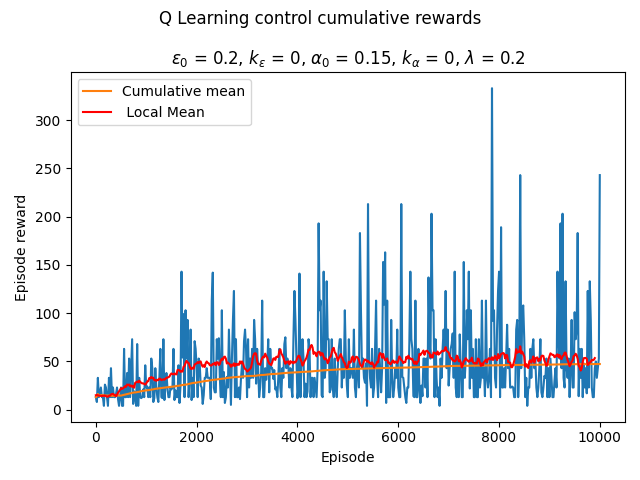 Q Learning control cumulative rewards
ε₀ = 0.2, kε = 0, α₀ = 0.15, kα = 0, λ = 0.2
Cumulative mean
Local Mean
Episode reward
300
250
200
150
100
50
0
0 2000 4000 6000 8000 10000
Episode